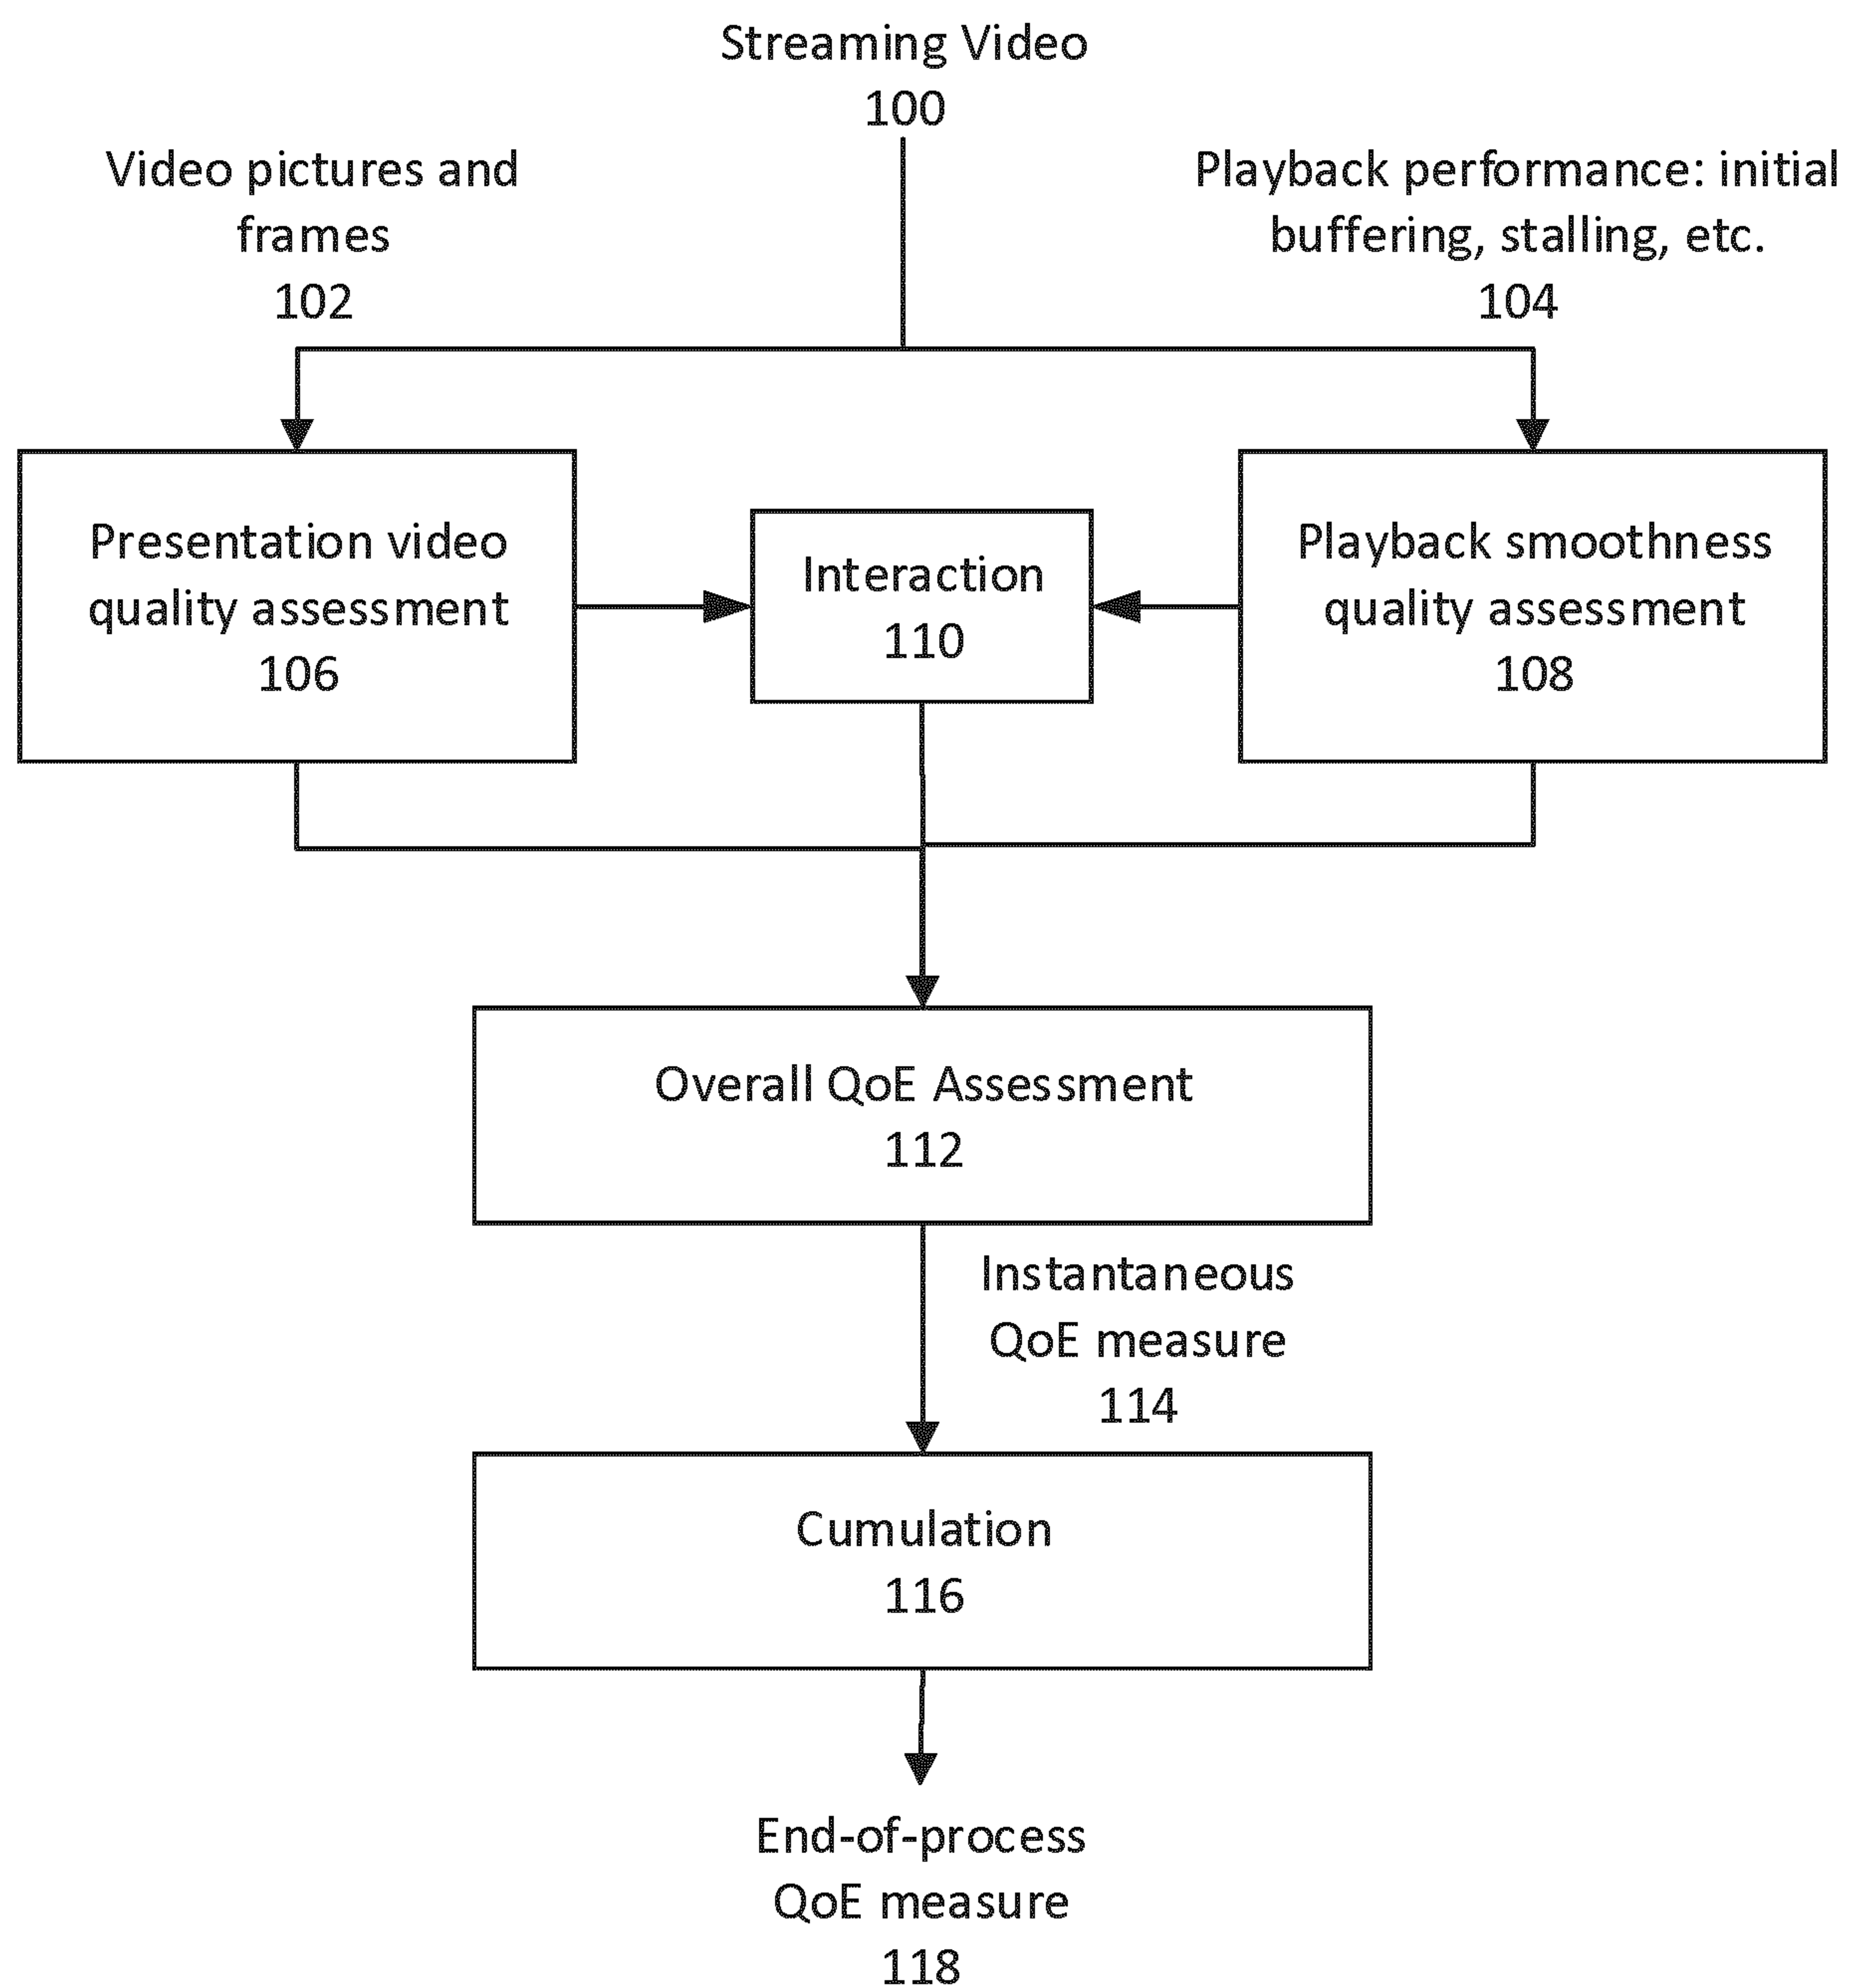 Streaming Video
100
Video pictures and
frames
102
Playback performance: initial
buffering, stalling, etc.
104
Presentation video
quality assessment
106
Interaction
110
Playback smoothness
quality assessment
108
Overall QoE Assessment
112
Instantaneous
QoE measure
114
Cumulation
116
End-of-process
QoE measure
118